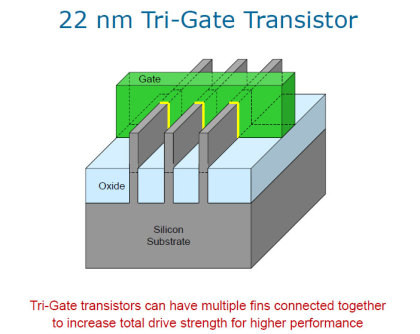 22 nm Tri-Gate Transistor
Gate
Oxide
Silicon
Substrate
Tri-Gate transistors can have multiple fins connected together
to increase total drive strength for higher performance